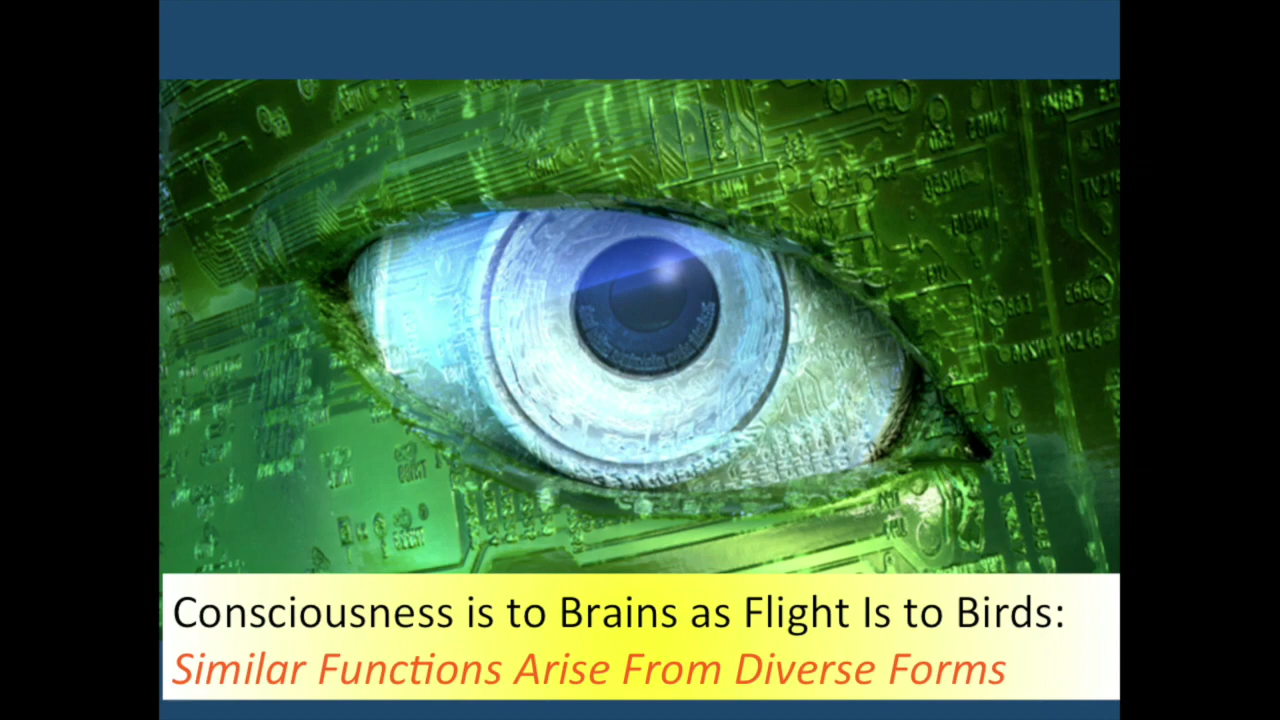 Consciousness is to Brains as Flight Is to Birds:
Similar Functions Arise From Diverse Forms